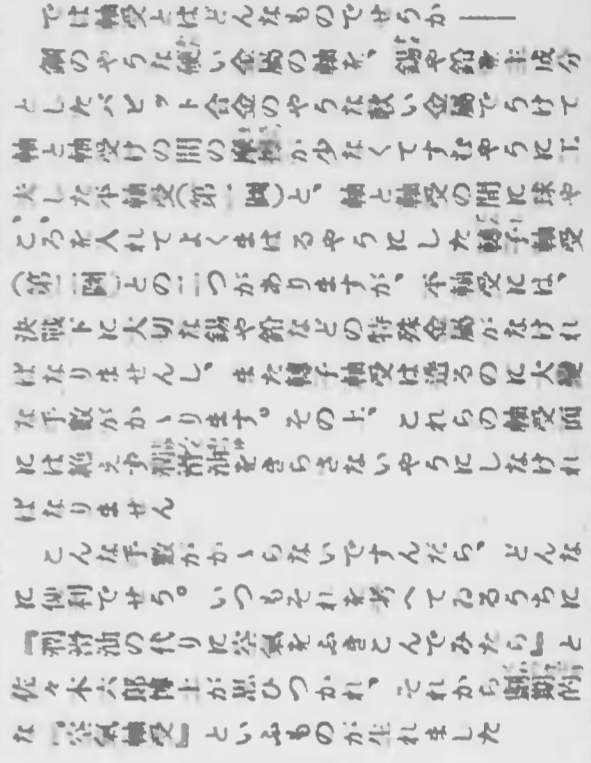 では軸受とはどんなものでせうか――
鋼のやうな硬い金属の軸を、錫や鉛を主成分
としたバビット合金のやうな軟い金属でうけて
軸と軸受けの間の摩擦が少なくてすむやうに工
夫した平軸受(第一図)と、軸と軸受の間に球や
ころを入れてよくまはるやうにした転子軸受
(第二図)との二つがありますが、平軸受には、
決戦下に大切な錫や鉛などの特殊金属がなけれ
ばなりませんし、また転子軸受は造るのに大変
な手数がかゝります。その上、これらの軸受面
には絶えず潤滑油をきらさないやうにしなけれ
ばなりません
こんな手数がかゝらないですんだら、どんな
に便利でせう。いつもそれを考へてゐるうちに
『潤滑油の代りに空気をふきこんでみたら』と
佐々木六郎博士が思ひつかれ、それから画期的
な『空気軸受』といふものが生れました